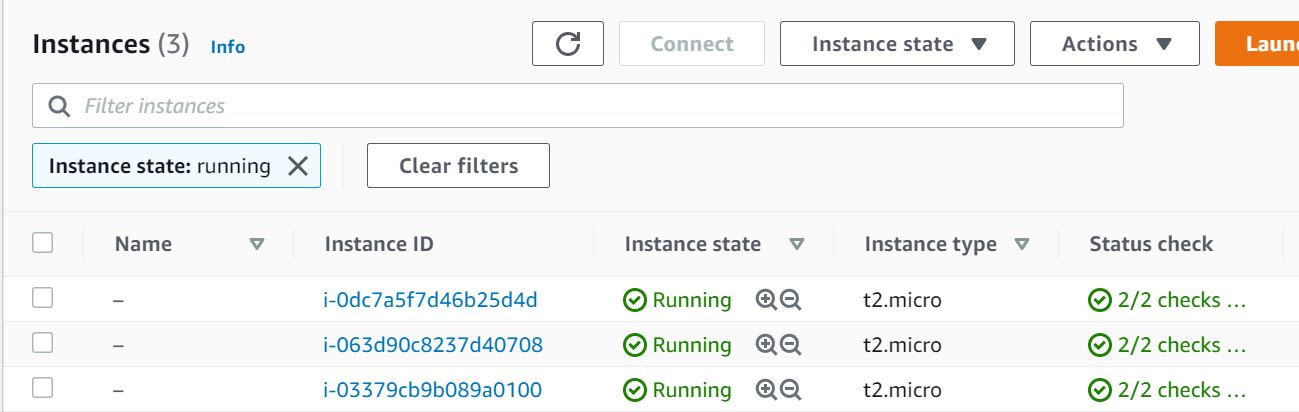 Instances (3) Info Connect Instance state Actions
Filter instances
Instance state: running Clear filters
Name Instance ID Instance state Instance type Status check
– i-0dc7a5f7d46b25d4d Running t2.micro 2/2 checks ...
– i-063d90c8237d40708 Running t2.micro 2/2 checks ...
– i-03379cb9b089a0100 Running t2.micro 2/2 checks ...